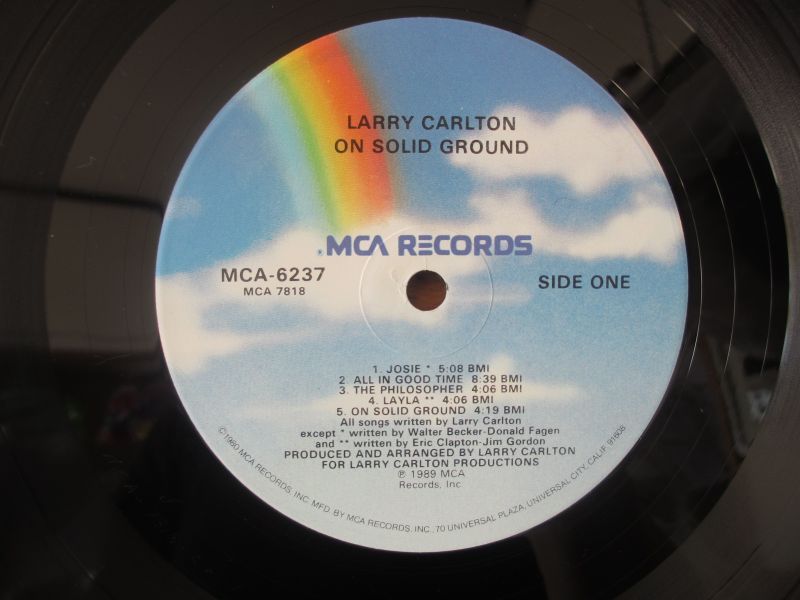 LARRY CARLTON
ON SOLID GROUND
MCA RECORDS
MCA-6237
MCA 7818
SIDE ONE
1. JOSIE * 5:08 BMI
2. ALL IN GOOD TIME 8:39 BMI
3. THE PHILOSOPHER 4:06 BMI
4. LAYLA ** 4:06 BMI
5. ON SOLID GROUND 4:19 BMI
All songs written by Larry Carlton
except * written by Walter Becker-Donald Fagen
and ** written by Eric Clapton-Jim Gordon
PRODUCED AND ARRANGED BY LARRY CARLTON
FOR LARRY CARLTON PRODUCTIONS
℗ 1989 MCA
Records, Inc
©1980 MCA RECORDS, INC. MFD. BY MCA RECORDS, INC., 70 UNIVERSAL PLAZA, UNIVERSAL CITY, CALIF. 91608